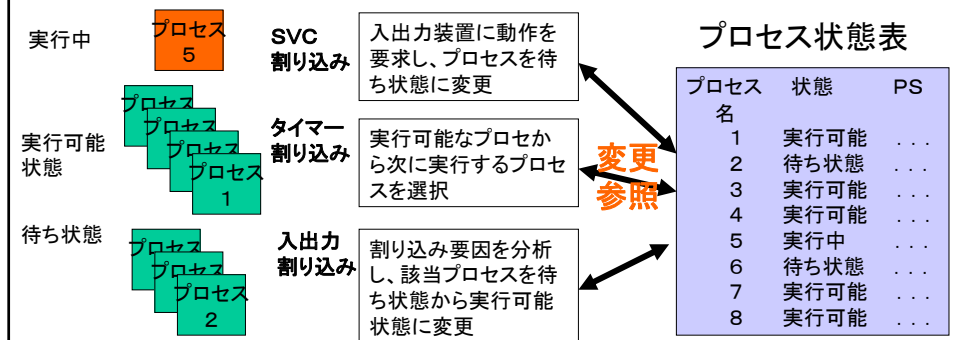 実行中
プロセス
5
実行可能
状態
プロセス
プロセス
プロセス
プロセス
1
待ち状態
プロセス
プロセス
プロセス
2
SVC
割り込み
入出力装置に動作を
要求し、プロセスを待
ち状態に変更
タイマー
割り込み
実行可能なプロセか
ら次に実行するプロセ
スを選択
入出力
割り込み
割り込み要因を分析
し、該当プロセスを待
ち状態から実行可能
状態に変更
変更
参照
プロセス状態表
プロセス 状態 PS
名
1 実行可能 ...
2 待ち状態 ...
3 実行可能 ...
4 実行可能 ...
5 実行中 ...
6 待ち状態 ...
7 実行可能 ...
8 実行可能 ...